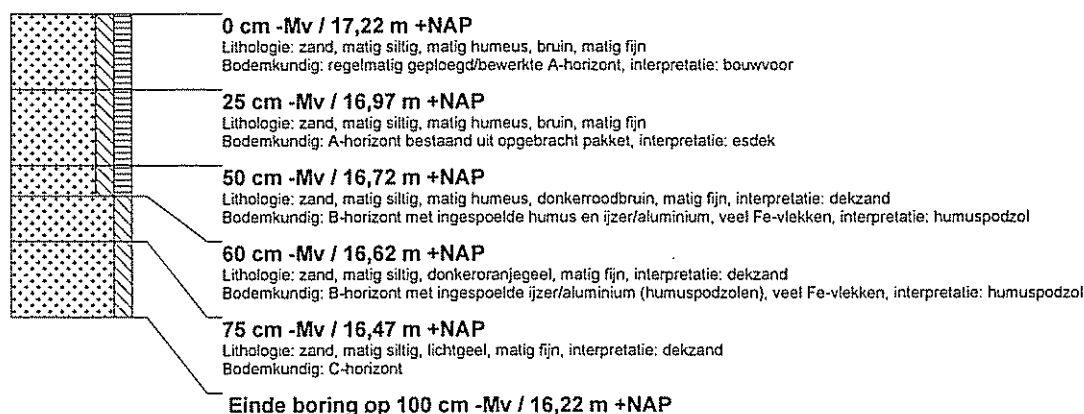 0 cm -Mv / 17,22 m +NAP
Lithologie: zand, matig siltig, matig humeus, bruin, matig fijn
Bodemkundig: regelmatig geploegd/bewerkte A-horizont, interpretatie: bouwvoor
25 cm -Mv / 16,97 m +NAP
Lithologie: zand, matig siltig, matig humeus, bruin, matig fijn
Bodemkundig: A-horizont bestaand uit opgebracht pakket, interpretatie: esdek
50 cm -Mv / 16,72 m +NAP
Lithologie: zand, matig siltig, matig humeus, donkerroodbruin, matig fijn, interpretatie: dekzand
Bodemkundig: B-horizont met ingespoelde humus en ijzer/aluminium, veel Fe-vlekken, interpretatie: humuspodzol
60 cm -Mv / 16,62 m +NAP
Lithologie: zand, matig siltig, donkeroranjegeel, matig fijn, interpretatie: dekzand
Bodemkundig: B-horizont met ingespoelde ijzer/aluminium (humuspodzolen), veel Fe-vlekken, interpretatie: humuspodzol
75 cm -Mv / 16,47 m +NAP
Lithologie: zand, matig siltig, lichtgeel, matig fijn, interpretatie: dekzand
Bodemkundig: C-horizont
Einde boring op 100 cm -Mv / 16,22 m +NAP